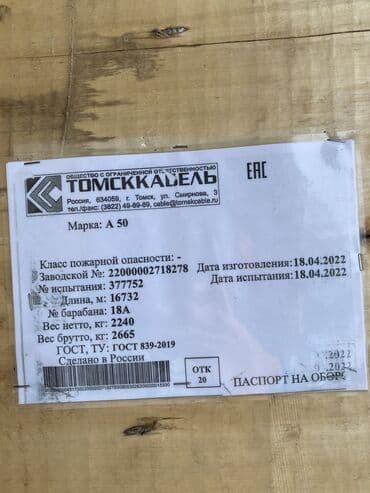 ОБЩЕСТВО С ОГРАНИЧЕННОЙ ОТВЕТСТВЕННОСТЬЮ
ТОМСККАБЕЛЬ
Россия, 634059, г. Томск, ул. Смирнова, 3
тел./факс: (3822) 49-89-89, cable@tomskcable.ru
EAC
Марка: А 50
Класс пожарной опасности: -
Заводской №: 22000002718278 Дата изготовления: 18.04.2022
№ испытания: 377752 Дата испытания: 18.04.2022
Длина, м: 16732
№ барабана: 18А
Вес нетто, кг: 2240
Вес брутто, кг: 2665
ГОСТ, ТУ: ГОСТ 839-2019
Сделано в России
.2022
.2022
ОТК
20
ПАСПОРТ НА ОБОРО